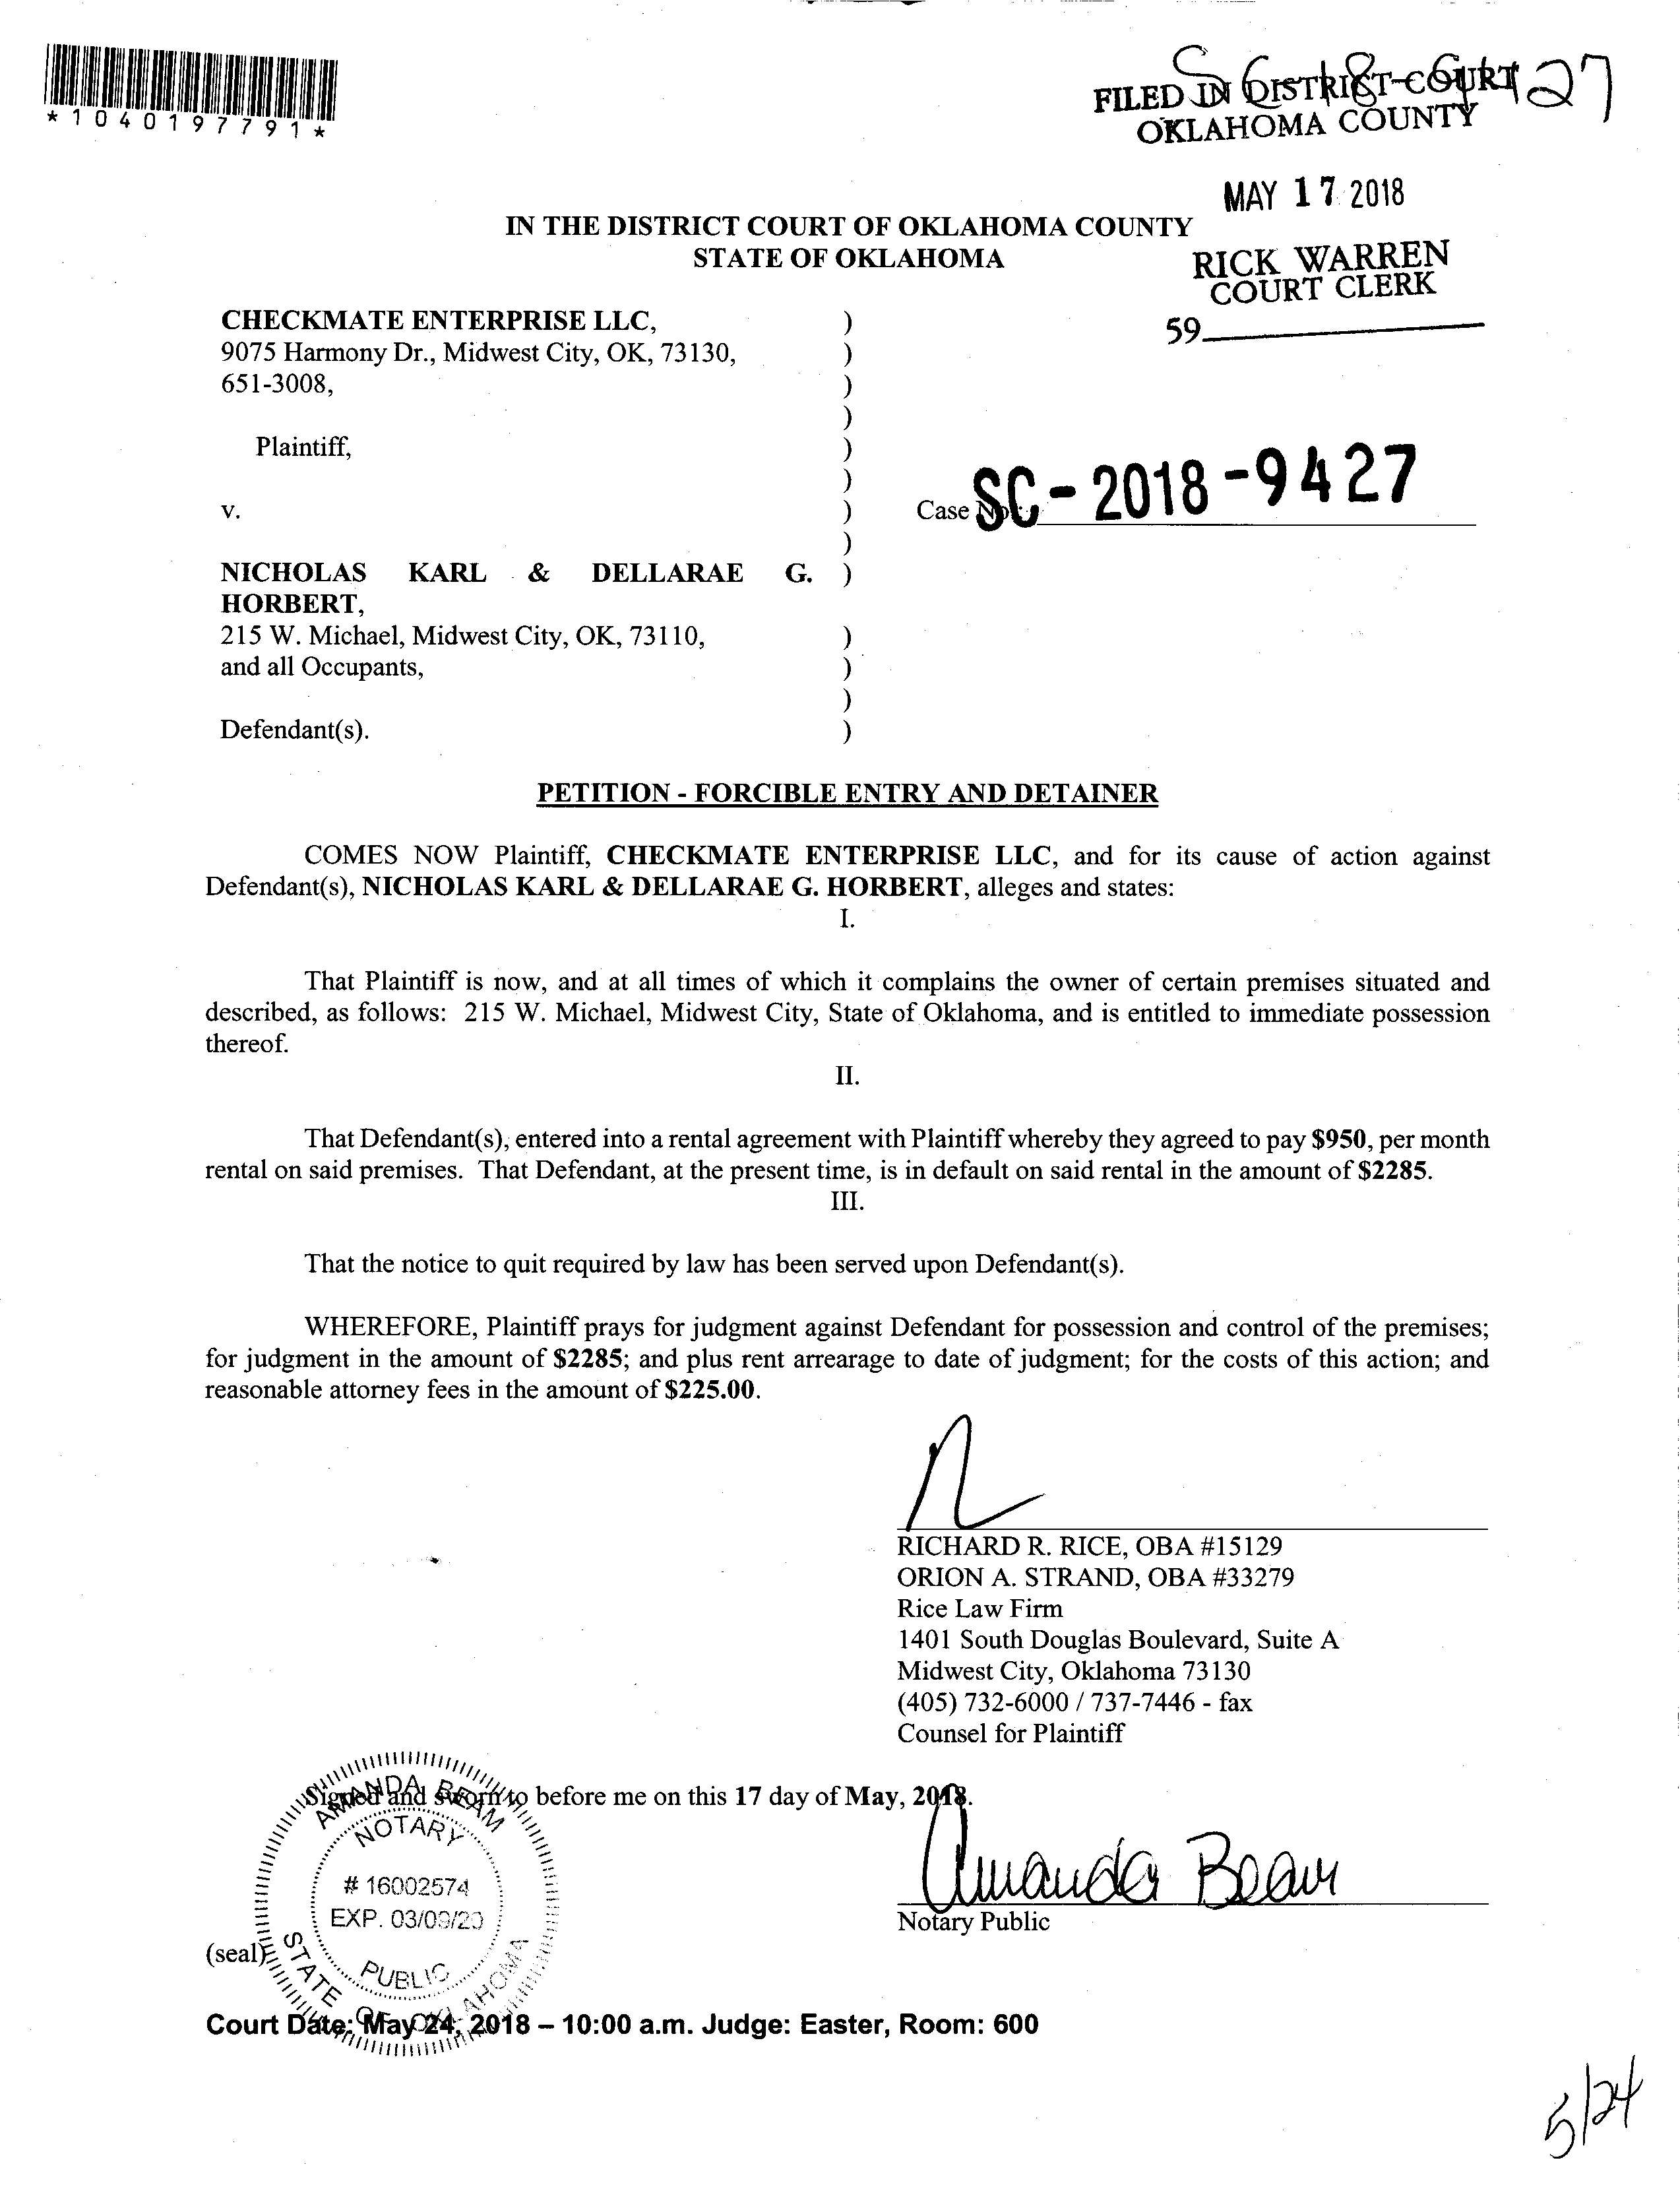 *1040197791*
SC-18-9427
FILED IN DISTRICT COURT
OKLAHOMA COUNTY
MAY 17 2018
IN THE DISTRICT COURT OF OKLAHOMA COUNTY
STATE OF OKLAHOMA
RICK WARREN
COURT CLERK
59
CHECKMATE ENTERPRISE LLC, )
9075 Harmony Dr., Midwest City, OK, 73130, )
651-3008, )
)
Plaintiff, )
)
v. ) Case No.: SC-2018-9427
)
NICHOLAS KARL & DELLARAE G. )
HORBERT,
215 W. Michael, Midwest City, OK, 73110, )
and all Occupants, )
)
Defendant(s). )
PETITION - FORCIBLE ENTRY AND DETAINER
COMES NOW Plaintiff, CHECKMATE ENTERPRISE LLC, and for its cause of action against
Defendant(s), NICHOLAS KARL & DELLARAE G. HORBERT, alleges and states:
I.
That Plaintiff is now, and at all times of which it complains the owner of certain premises situated and
described, as follows: 215 W. Michael, Midwest City, State of Oklahoma, and is entitled to immediate possession
thereof.
II.
That Defendant(s), entered into a rental agreement with Plaintiff whereby they agreed to pay $950, per month
rental on said premises. That Defendant, at the present time, is in default on said rental in the amount of $2285.
III.
That the notice to quit required by law has been served upon Defendant(s).
WHEREFORE, Plaintiff prays for judgment against Defendant for possession and control of the premises;
for judgment in the amount of $2285; and plus rent arrearage to date of judgment; for the costs of this action; and
reasonable attorney fees in the amount of $225.00.
RICHARD R. RICE, OBA #15129
ORION A. STRAND, OBA #33279
Rice Law Firm
1401 South Douglas Boulevard, Suite A
Midwest City, Oklahoma 73130
(405) 732-6000 / 737-7446 - fax
Counsel for Plaintiff
Signed and sworn to before me on this 17 day of May, 2018.
AMANDA BEAM
NOTARY
# 16002574
EXP. 03/09/20
PUBLIC
STATE OF OKLAHOMA
Amanda Beam
Notary Public
(seal)
Court Date: May 24, 2018 – 10:00 a.m. Judge: Easter, Room: 600
5/24